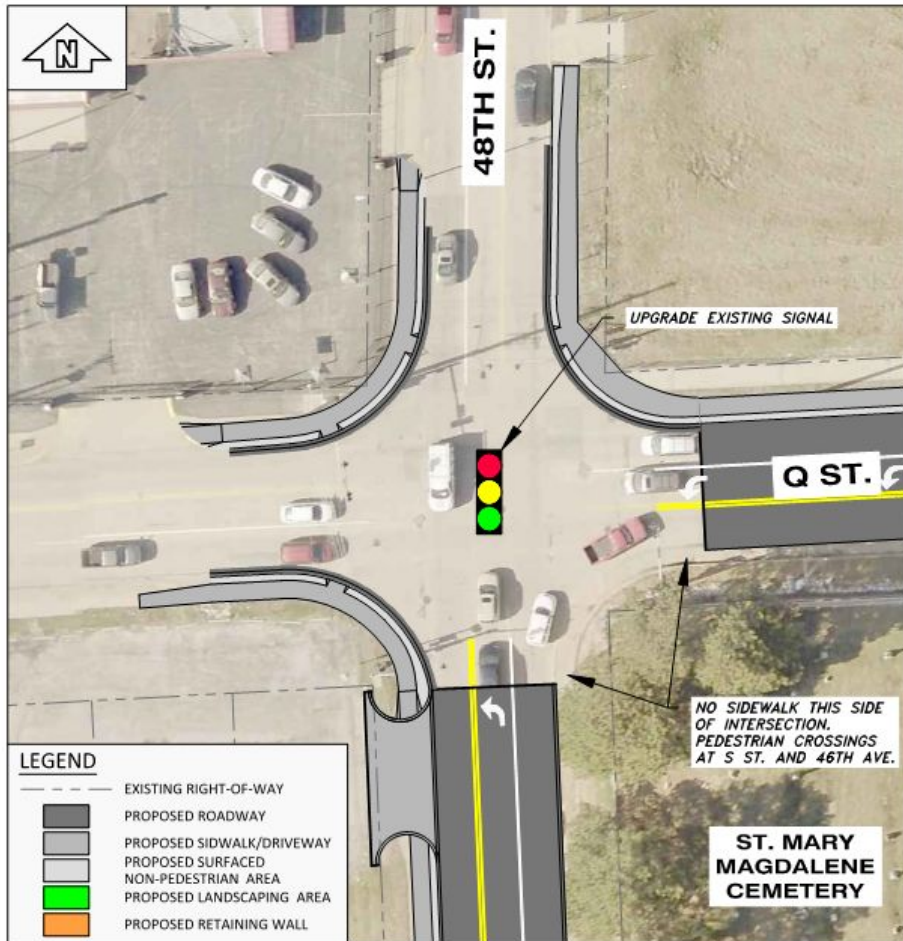 N
48TH ST.
UPGRADE EXISTING SIGNAL
Q ST.
NO SIDEWALK THIS SIDE
OF INTERSECTION.
PEDESTRIAN CROSSINGS
AT S ST. AND 46TH AVE.
ST. MARY
MAGDALENE
CEMETERY
LEGEND
EXISTING RIGHT-OF-WAY
PROPOSED ROADWAY
PROPOSED SIDWALK/DRIVEWAY
PROPOSED SURFACED
NON-PEDESTRIAN AREA
PROPOSED LANDSCAPING AREA
PROPOSED RETAINING WALL